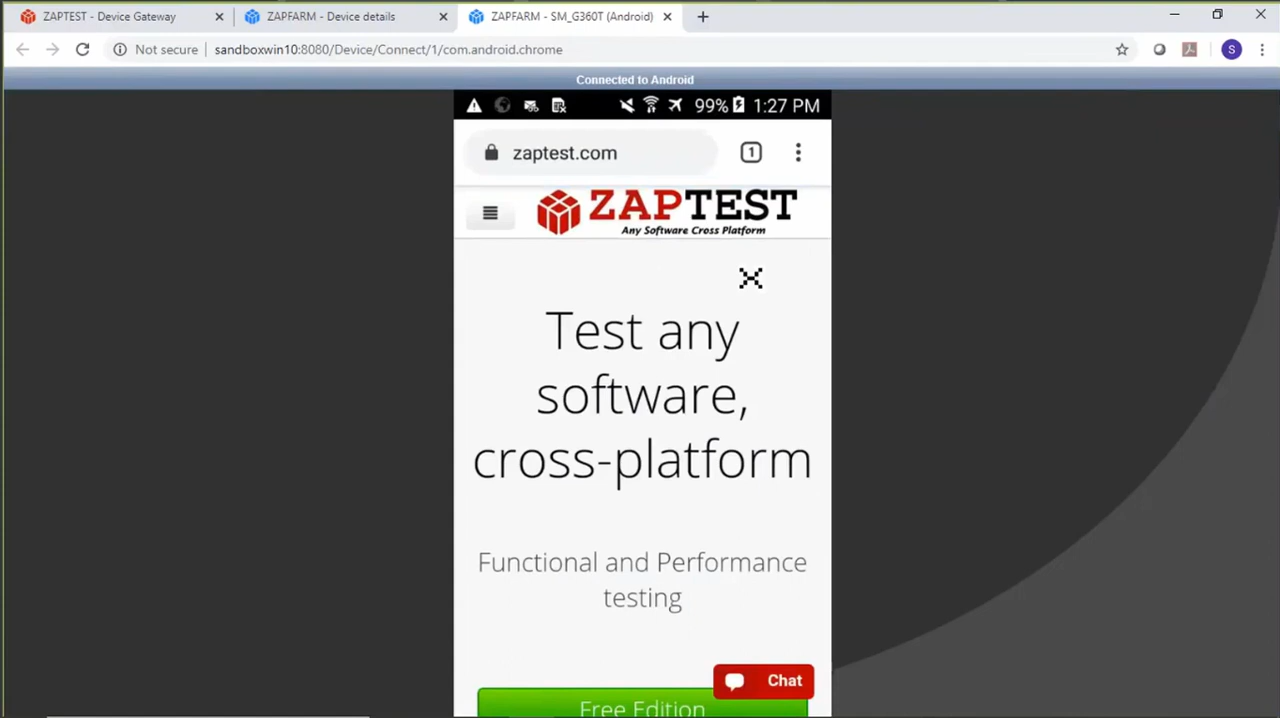 ZAPTEST - Device Gateway
ZAPFARM - Device details
ZAPFARM - SM_G360T (Android)
Not secure
sandboxwin10:8080/Device/Connect/1/com.android.chrome
S
Connected to Android
99% 1:27 PM
zaptest.com
1
ZAPTEST
Any Software Cross Platform
Test any
software,
cross-platform
Functional and Performance
testing
Chat
Free Edition